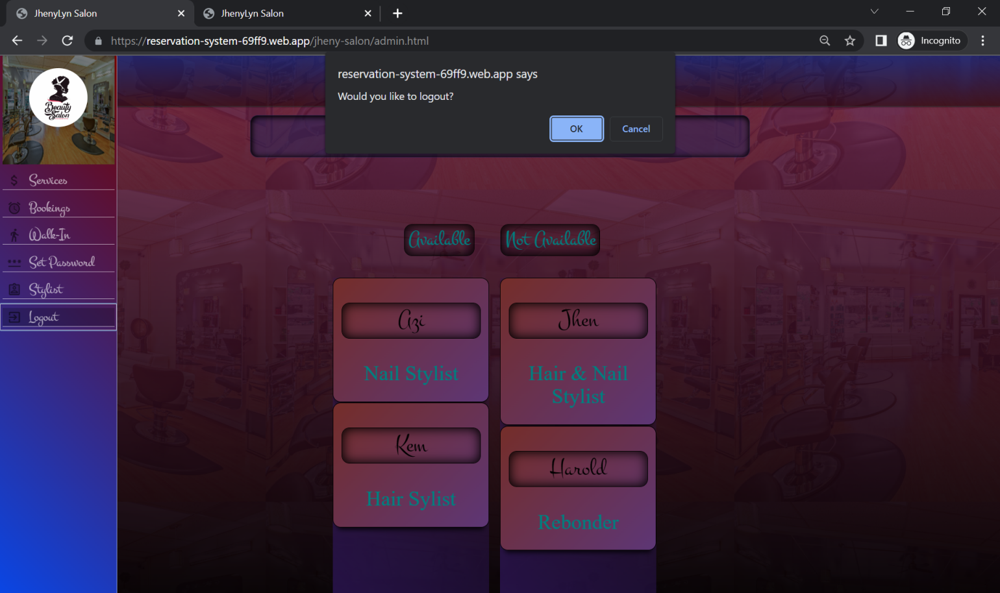 JhenyLyn Salon
JhenyLyn Salon
https://reservation-system-69ff9.web.app/jheny-salon/admin.html
Incognito
reservation-system-69ff9.web.app says
Would you like to logout?
OK
Cancel
Beauty
Salon
Services
Bookings
Walk-In
Set Password
Stylist
Logout
Available
Not Available
Azi
Nail Stylist
Kem
Hair Sylist
Jhen
Hair & Nail
Stylist
Harold
Rebonder